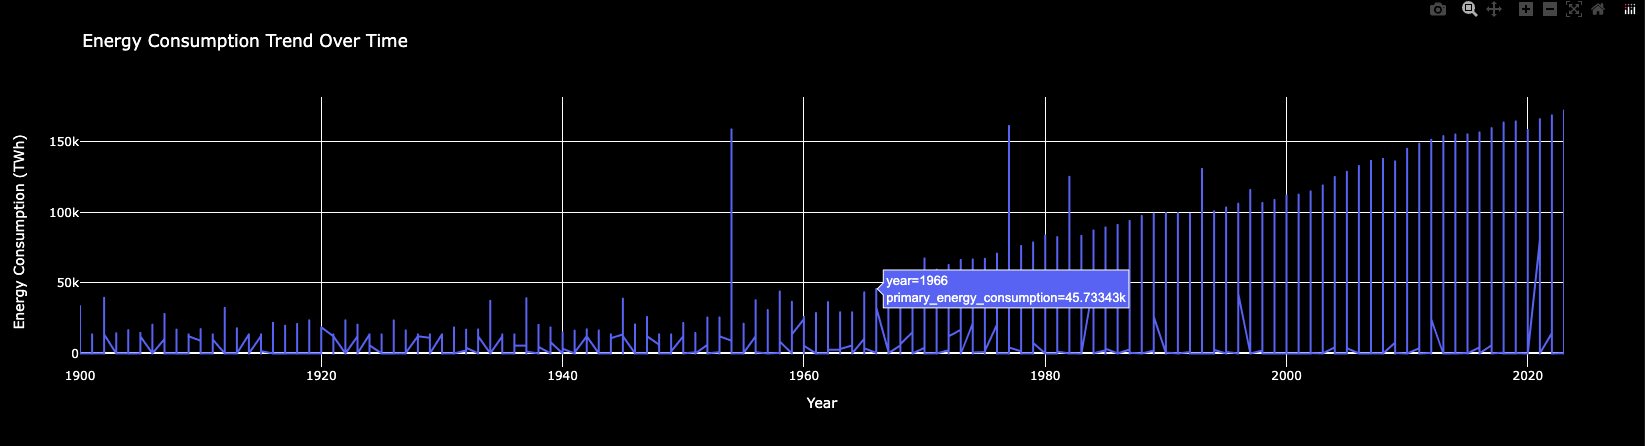 Energy Consumption Trend Over Time
Energy Consumption (TWh)
150k
100k
50k
0
year=1966
primary_energy_consumption=45.73343k
1900
1920
1940
1960
1980
2000
2020
Year